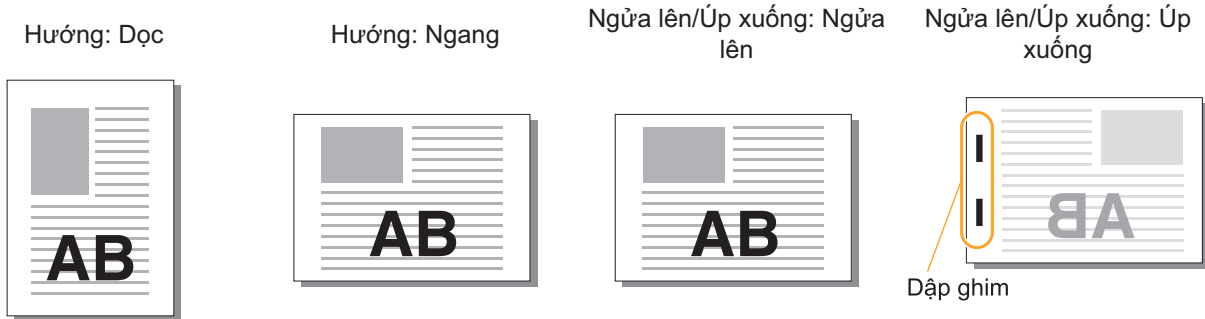 Hướng: Dọc
Hướng: Ngang
Ngửa lên/Úp xuống: Ngửa
lên
Ngửa lên/Úp xuống: Úp
xuống
AB
AB
AB
AB
Dập ghim